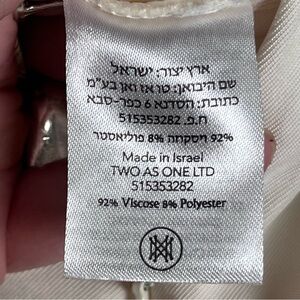 ארץ יצור: ישראל
שם היבואן: טו אז ואן בע"מ
כתובת: הסדנא 6 כפר-סבא
ח.פ. 515353282
92% ויסקוזה 8% פוליאסטר
Made in Israel
TWO AS ONE LTD
515353282
92% Viscose 8% Polyester